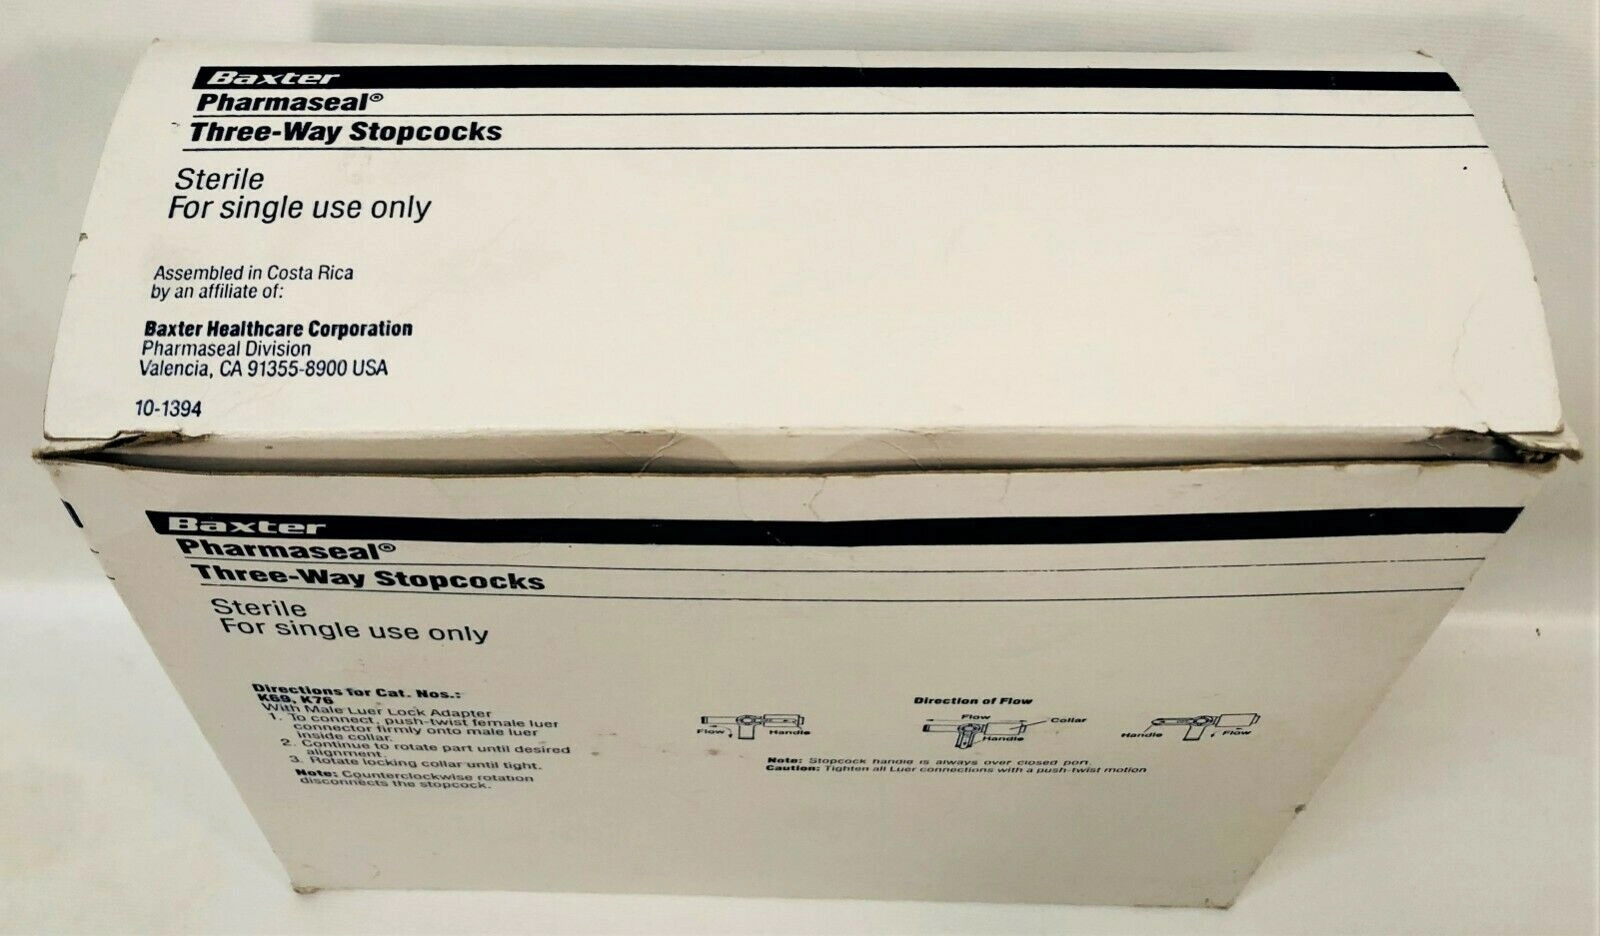 Baxter
Pharmaseal®
Three-Way Stopcocks
Sterile
For single use only
Assembled in Costa Rica
by an affiliate of:
Baxter Healthcare Corporation
Pharmaseal Division
Valencia, CA 91355-8900 USA
10-1394
Baxter
Pharmaseal®
Three-Way Stopcocks
Sterile
For single use only
Directions for Cat. Nos.:
K69, K76
With Male Luer Lock Adapter
1. To connect, push-twist female luer
connector firmly onto male luer
inside collar.
2. Continue to rotate part until desired
alignment.
3. Rotate locking collar until tight.
Note: Counterclockwise rotation
disconnects the stopcock.
Direction of Flow
Flow
Handle
Flow
Collar
Handle
Handle
Flow
Note: Stopcock handle is always over closed port.
Caution: Tighten all Luer connections with a push-twist motion